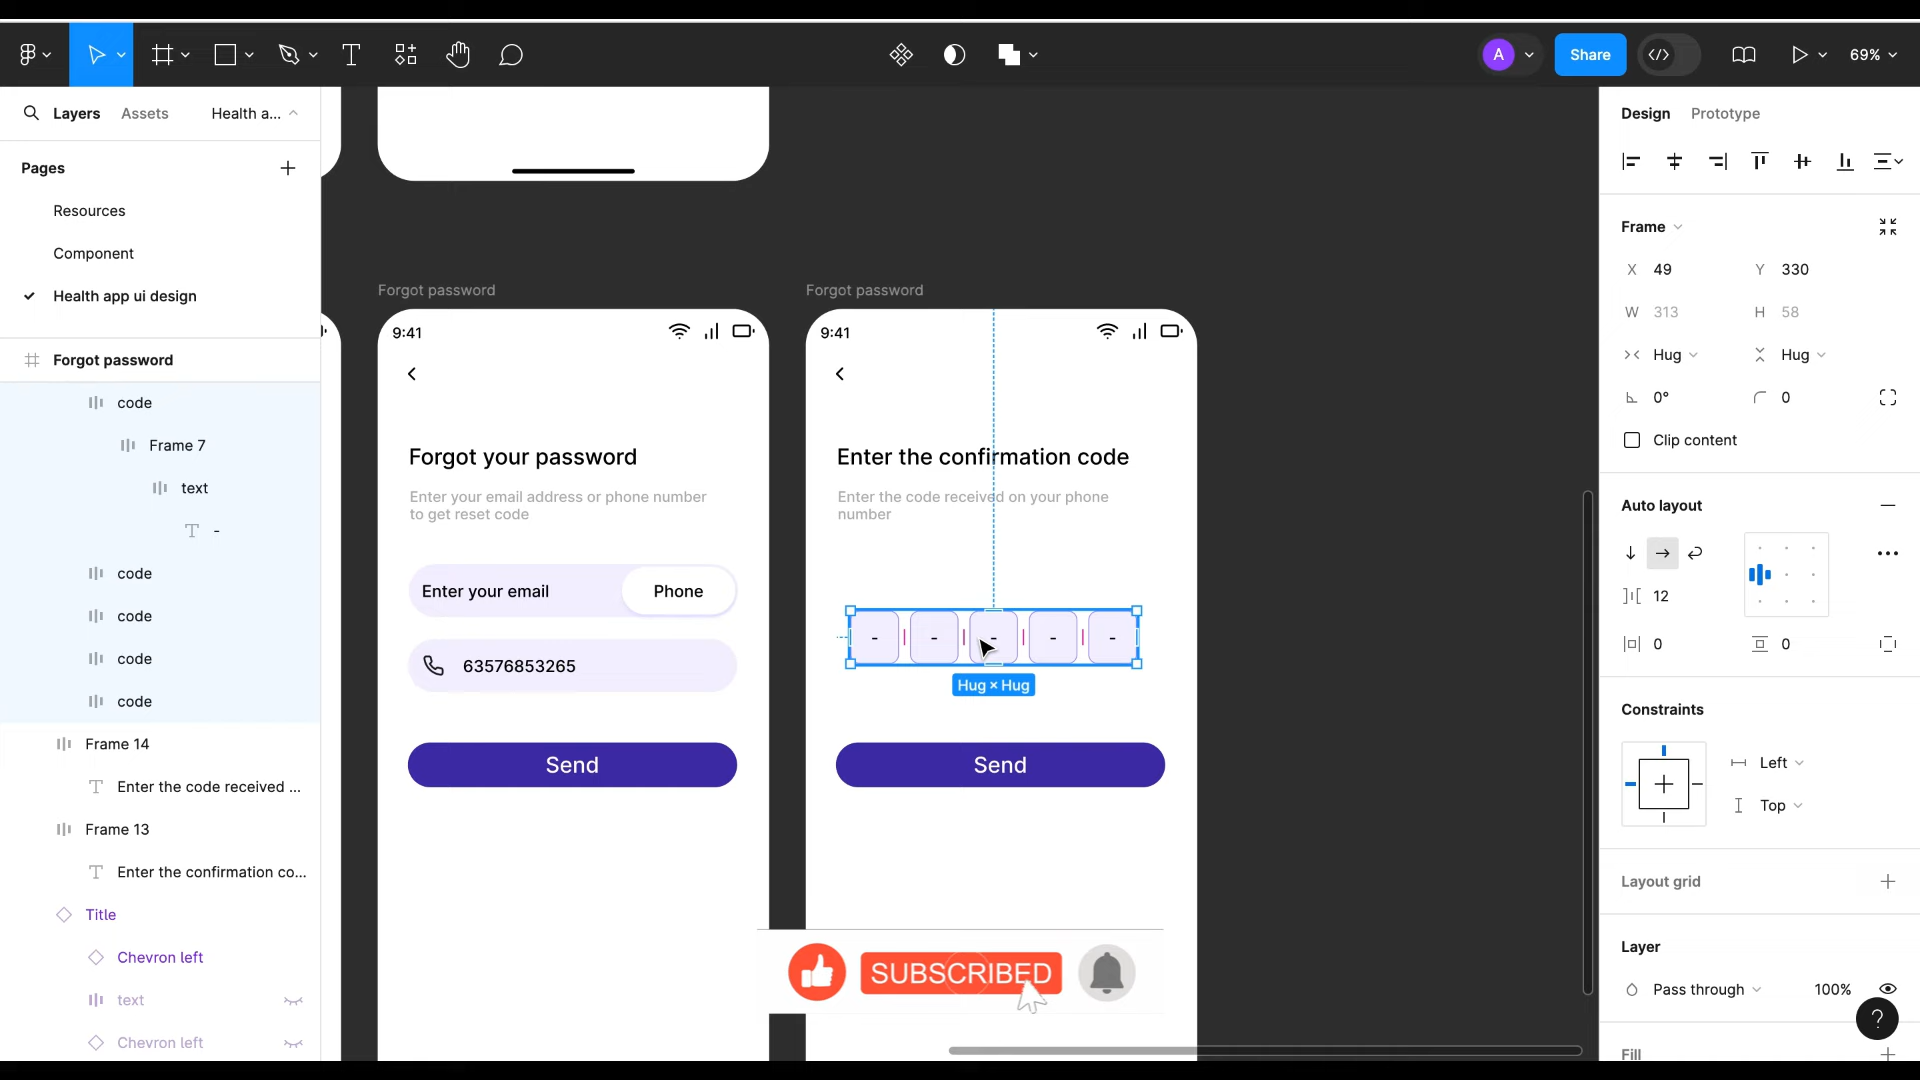 A
Share
69%
Layers
Assets
Health a...
Pages
Resources
Component
Health app ui design
Forgot password
code
Frame 7
text
-
code
code
code
code
Frame 14
Enter the code received ...
Frame 13
Enter the confirmation co...
Title
Chevron left
text
Chevron left
Forgot password
9:41
Forgot your password
Enter your email address or phone number
to get reset code
Enter your email
Phone
63576853265
Send
Forgot password
9:41
Enter the confirmation code
Enter the code received on your phone
number
- - - - -
Hug × Hug
Send
SUBSCRIBED
Design
Prototype
Frame
X 49
Y 330
W 313
H 58
Hug
Hug
0°
0
Clip content
Auto layout
12
0
0
Constraints
Left
Top
Layout grid
Layer
Pass through
100%
?
Fill